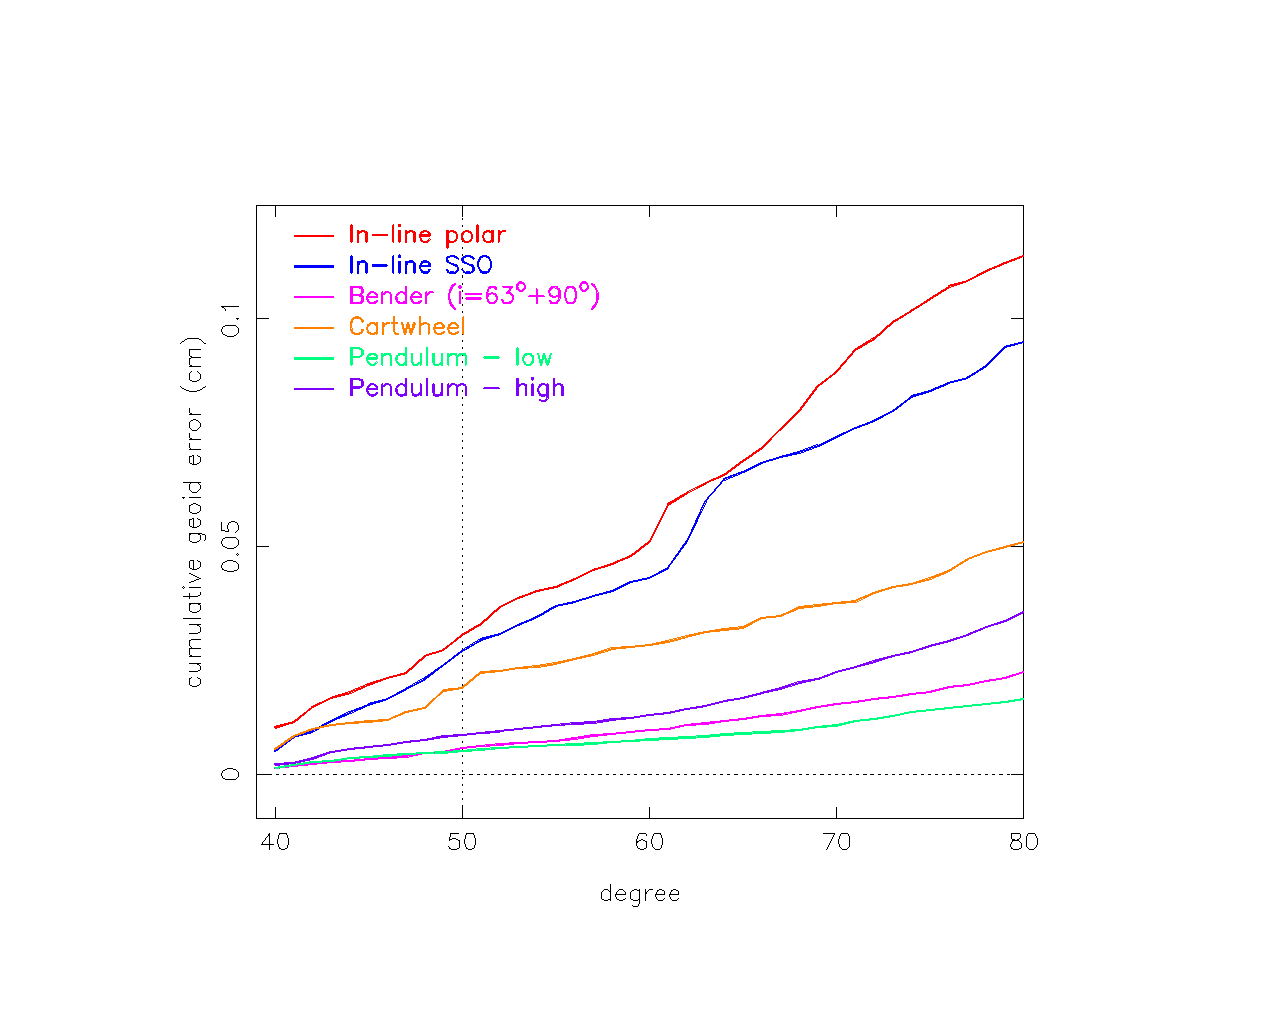 In-line polar
In-line SSO
Bender (i=63°+90°)
Cartwheel
Pendulum - low
Pendulum - high
cumulative geoid error (cm)
0.1
0.05
0
40 50 60 70 80
degree